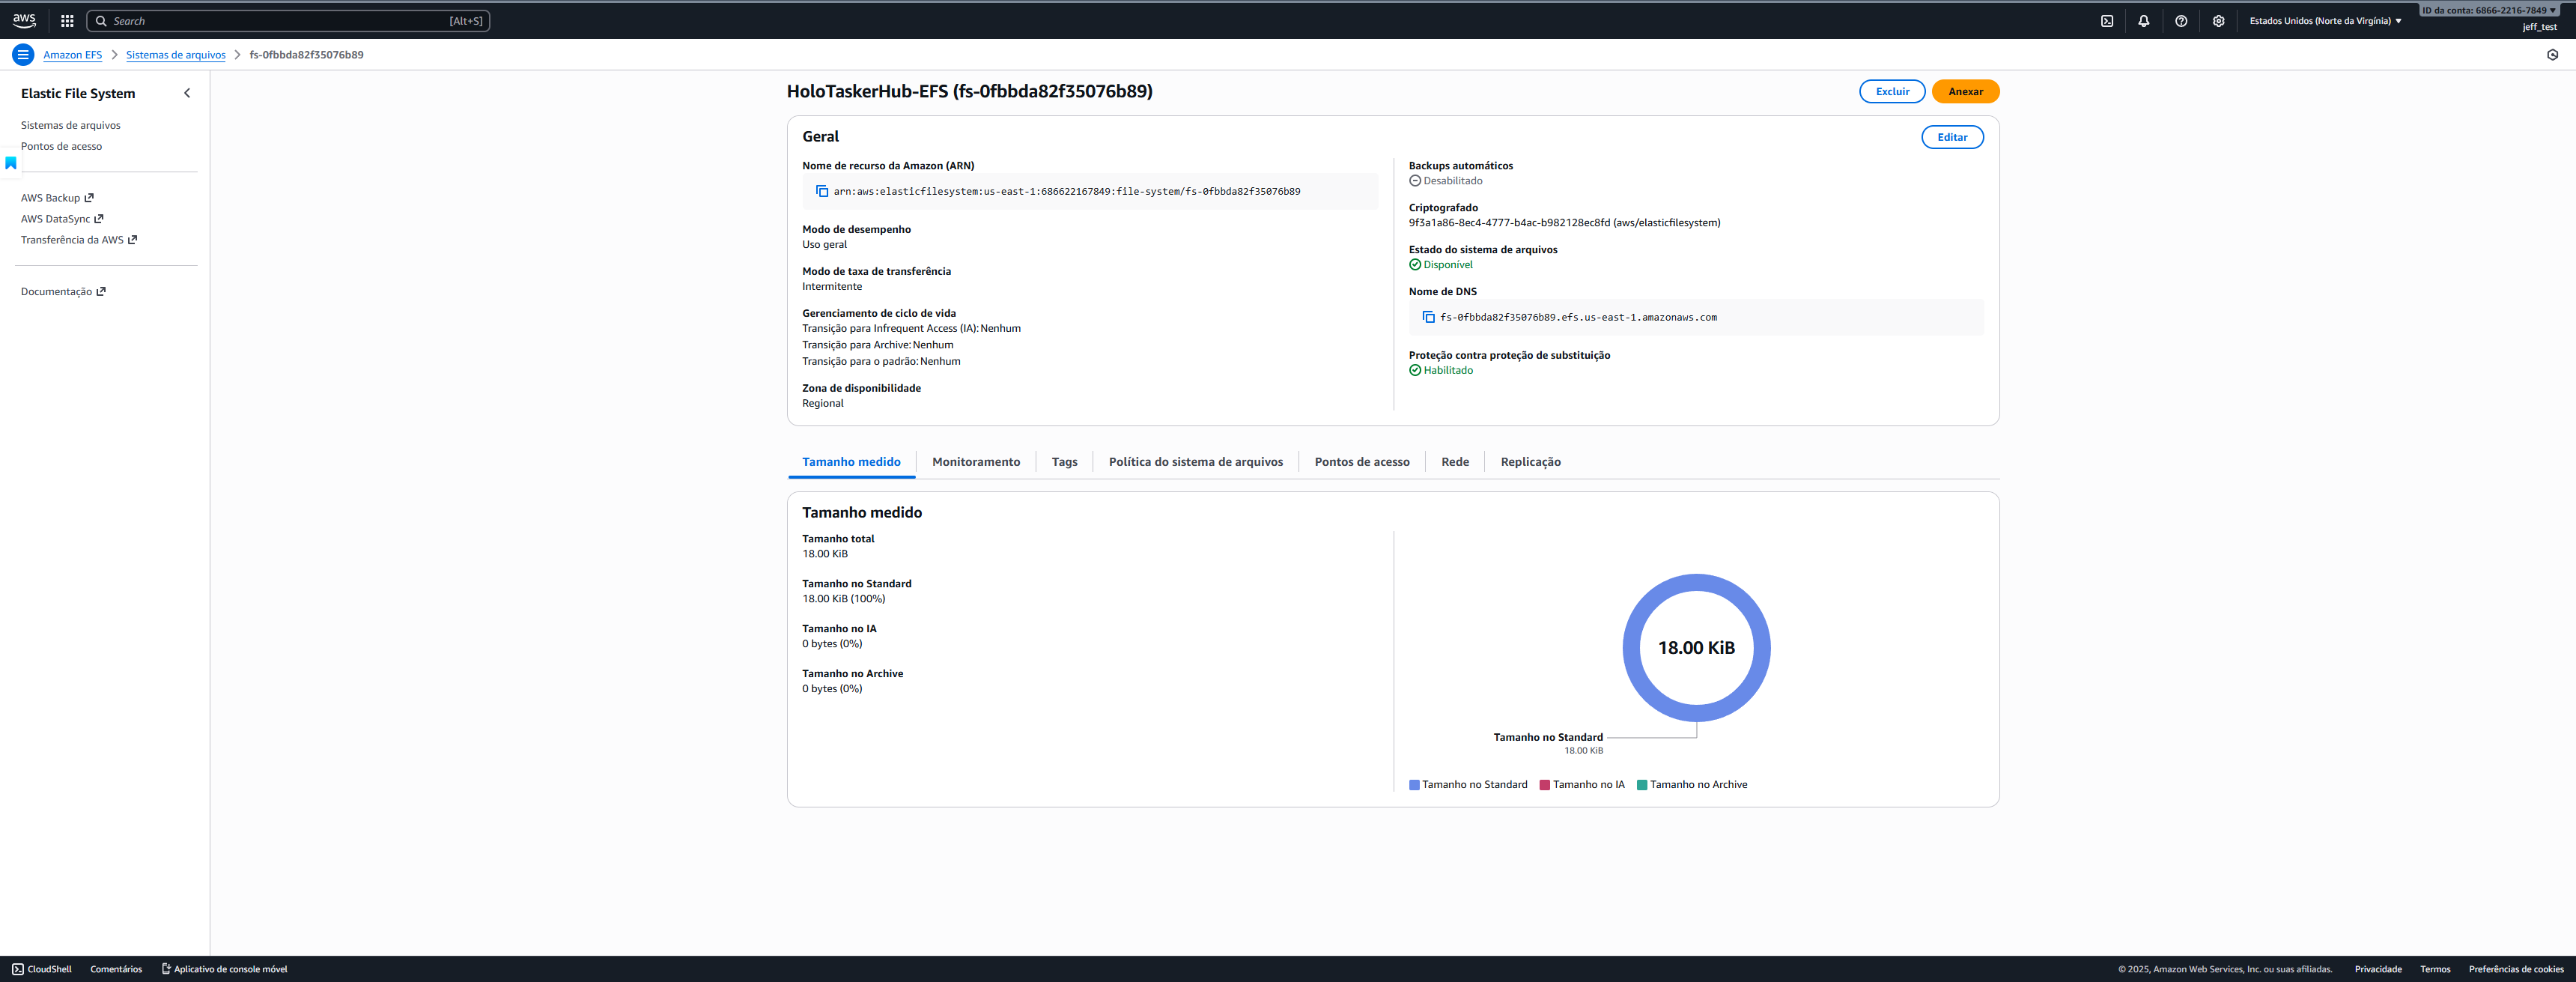 aws
Search
[Alt+S]
Estados Unidos (Norte da Virgínia)
ID da conta: 6866-2216-7849
jeff_test
Amazon EFS
Sistemas de arquivos
fs-0fbbda82f35076b89
Elastic File System
Sistemas de arquivos
Pontos de acesso
AWS Backup
AWS DataSync
Transferência da AWS
Documentação
HoloTaskerHub-EFS (fs-0fbbda82f35076b89)
Excluir
Anexar
Geral
Editar
Nome de recurso da Amazon (ARN)
arn:aws:elasticfilesystem:us-east-1:686622167849:file-system/fs-0fbbda82f35076b89
Modo de desempenho
Uso geral
Modo de taxa de transferência
Intermitente
Gerenciamento de ciclo de vida
Transição para Infrequent Access (IA): Nenhum
Transição para Archive: Nenhum
Transição para o padrão: Nenhum
Zona de disponibilidade
Regional
Backups automáticos
Desabilitado
Criptografado
9f3a1a86-8ec4-4777-b4ac-b982128ec8fd (aws/elasticfilesystem)
Estado do sistema de arquivos
Disponível
Nome de DNS
fs-0fbbda82f35076b89.efs.us-east-1.amazonaws.com
Proteção contra proteção de substituição
Habilitado
Tamanho medido
Monitoramento
Tags
Política do sistema de arquivos
Pontos de acesso
Rede
Replicação
Tamanho medido
Tamanho total
18.00 KiB
Tamanho no Standard
18.00 KiB (100%)
Tamanho no IA
0 bytes (0%)
Tamanho no Archive
0 bytes (0%)
18.00 KiB
Tamanho no Standard
18.00 KiB
Tamanho no Standard
Tamanho no IA
Tamanho no Archive
CloudShell
Comentários
Aplicativo de console móvel
© 2025, Amazon Web Services, Inc. ou suas afiliadas.
Privacidade
Termos
Preferências de cookies